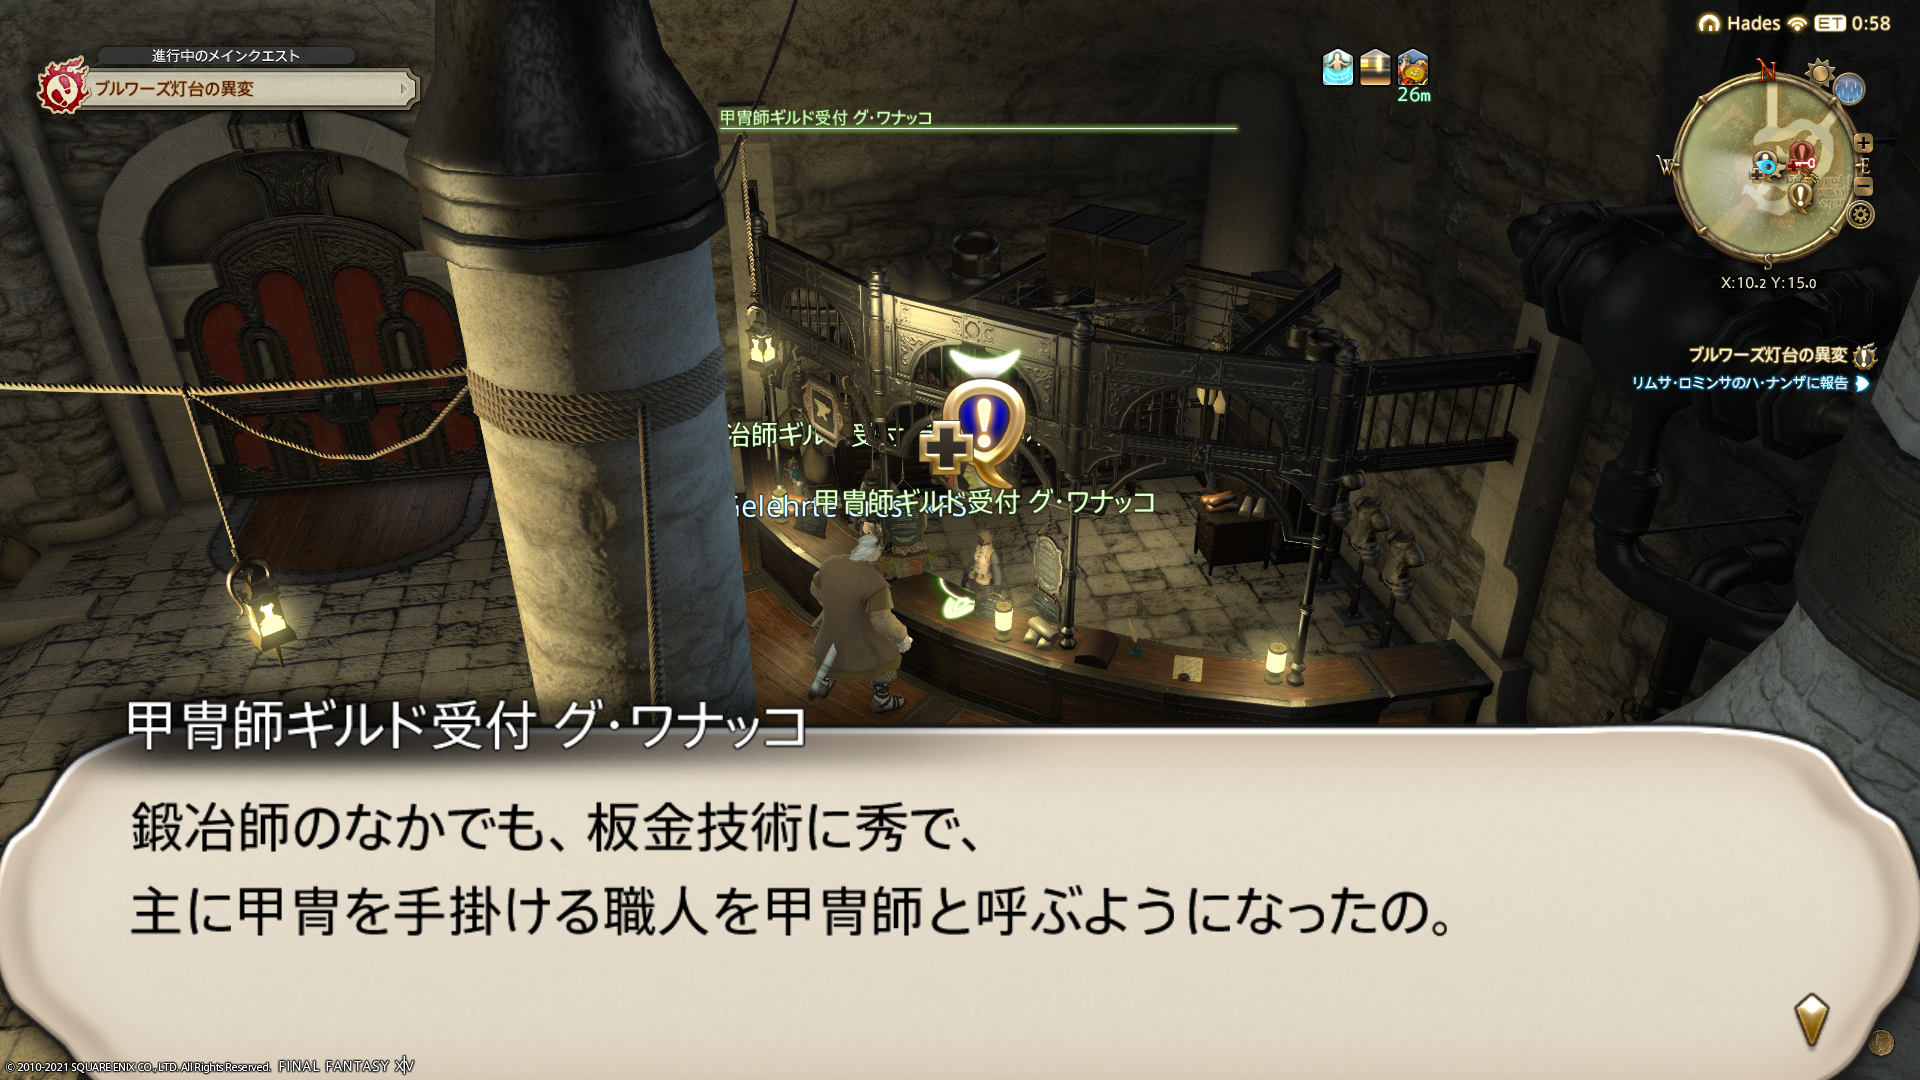 Hades ET 0:58
進行中のメインクエスト
ブルワーズ灯台の異変
26m
甲冑師ギルド受付 グ・ワナッコ
N
W
E
S
X:10.2 Y:15.0
ブルワーズ灯台の異変
リムサ・ロミンサのハ・ナンザに報告
冶師ギル 受付
甲冑師ギルド受付 グ・ワナッコ
甲冑師ギルド受付 グ・ワナッコ
鍛冶師のなかでも、板金技術に秀で、
主に甲冑を手掛ける職人を甲冑師と呼ぶようになったの。
© 2010-2021 SQUARE ENIX CO., LTD. All Rights Reserved. FINAL FANTASY XIV